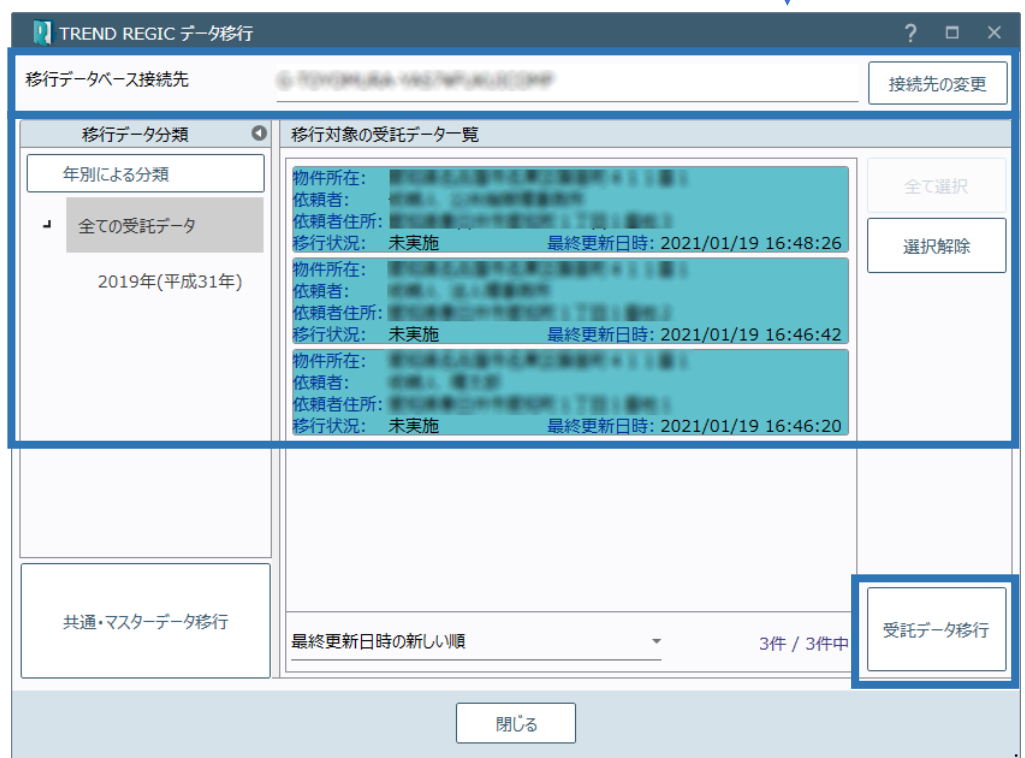 TREND REGIC データ移行
移行データベース接続先
接続先の変更
移行データ分類
年別による分類
全ての受託データ
2019年(平成31年)
共通・マスターデータ移行
移行対象の受託データ一覧
物件所在:
依頼者:
依頼者住所:
移行状況: 未実施 最終更新日時: 2021/01/19 16:48:26
物件所在:
依頼者:
依頼者住所:
移行状況: 未実施 最終更新日時: 2021/01/19 16:46:42
物件所在:
依頼者:
依頼者住所:
移行状況: 未実施 最終更新日時: 2021/01/19 16:46:20
最終更新日時の新しい順
3件 / 3件中
全て選択
選択解除
受託データ移行
閉じる